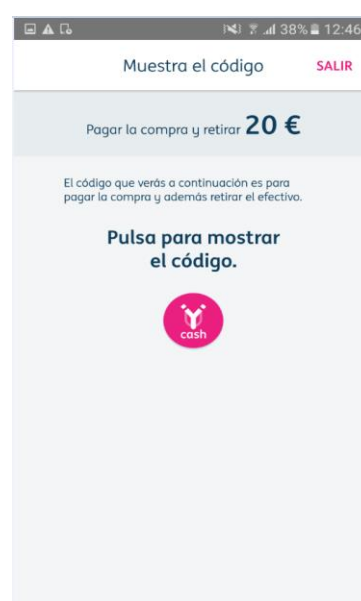 38% 12:46
Muestra el código SALIR
Pagar la compra y retirar 20 €
El código que verás a continuación es para
pagar la compra y además retirar el efectivo.
Pulsa para mostrar
el código.
cash